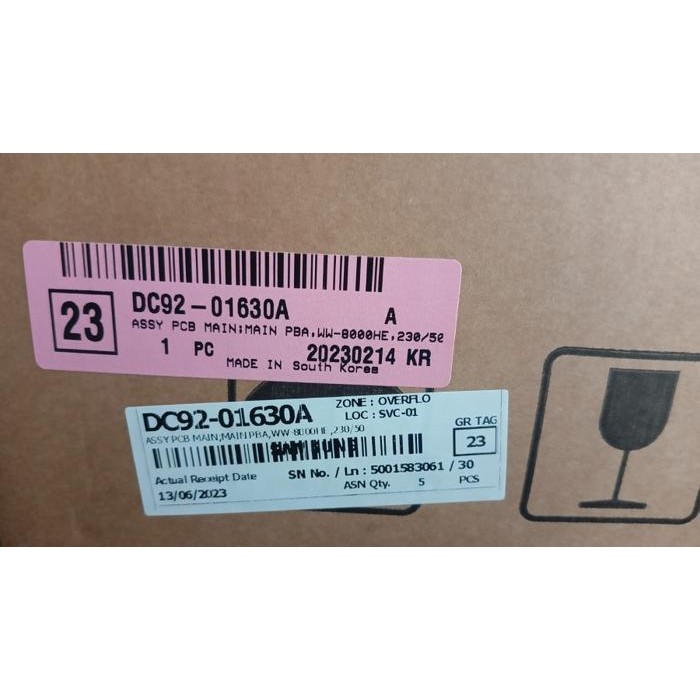 23
DC92-01630A A
ASSY PCB MAIN;MAIN PBA,WW-8000HE,230/50
1 PC 20230214 KR
MADE IN South Korea
DC92-01630A
ZONE : OVERFLO
LOC : SVC-01
ASSY PCB MAIN;MAIN PBA,WW-8000HE,230/50
GR TAG
23
SAMSUNG
Actual Receipt Date
13/06/2023
SN No. / Ln : 5001583061 / 30
ASN Qty. 5 PCS